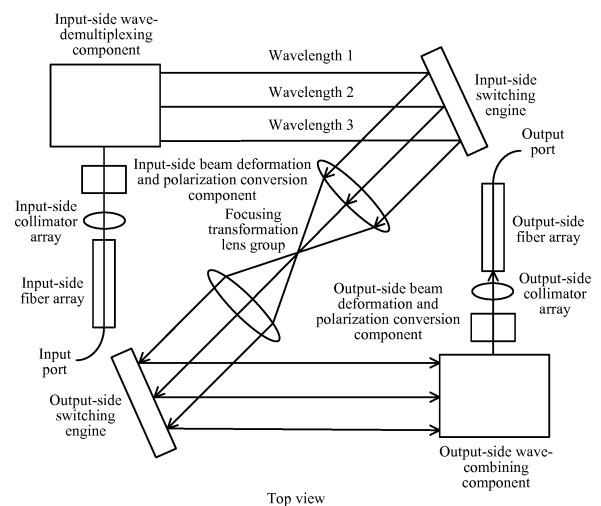 Input-side wave-
demultiplexing
component
Wavelength 1
Wavelength 2
Wavelength 3
Input-side
switching
engine
Output
port
Input-side beam deformation
and polarization conversion
component
Input-side
collimator
array
Focusing
transformation
lens group
Output-side
fiber array
Input-side
fiber array
Output-side beam
deformation and
polarization conversion
component
Output-side
collimator
array
Input
port
Output-side
switching
engine
Output-side wave-
combining
component
Top view